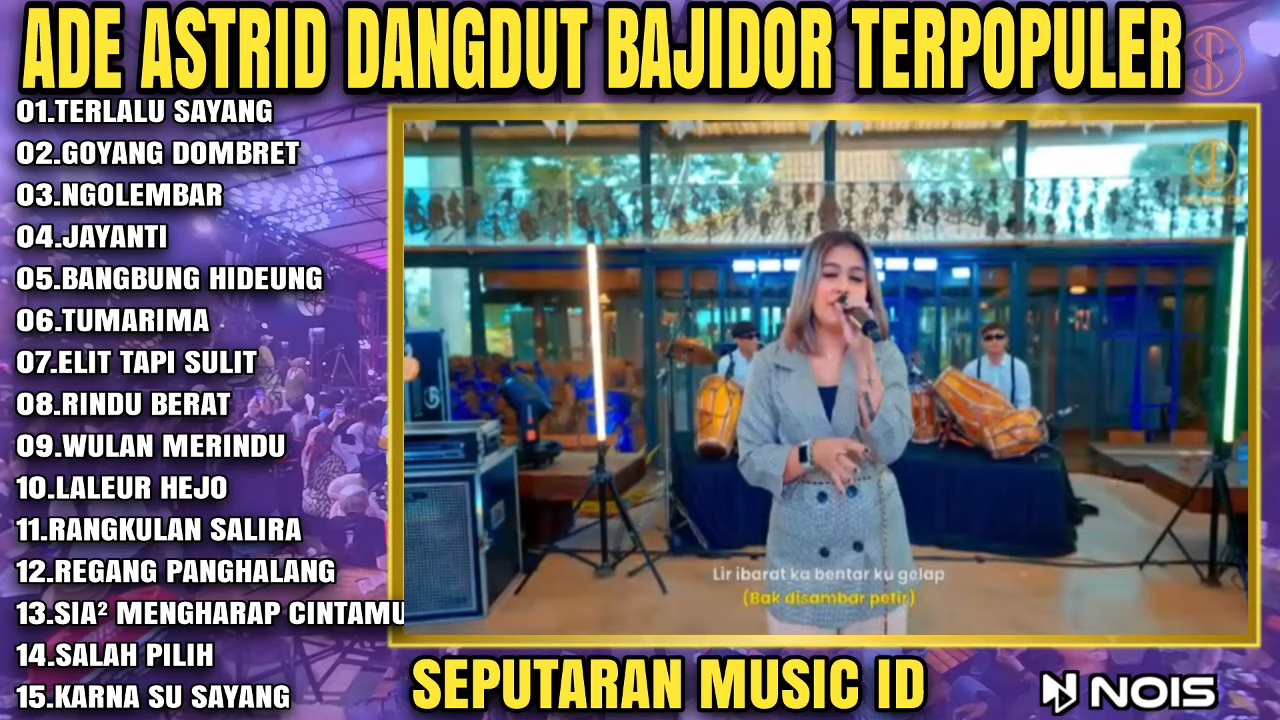 ADE ASTRID DANGDUT BAJIDOR TERPOPULER
01.TERLALU SAYANG
02.GOYANG DOMBRET
03.NGOLEMBAR
04.JAYANTI
05.BANGBUNG HIDEUNG
06.TUMARIMA
07.ELIT TAPI SULIT
08.RINDU BERAT
09.WULAN MERINDU
10.LALEUR HEJO
11.RANGKULAN SALIRA
12.REGANG PANGHALANG
13.SIA² MENGHARAP CINTAMU
14.SALAH PILIH
15.KARNA SU SAYANG
Lir ibarat ka bentar ku gelap
(Bak disambar petir)
SEPUTARAN MUSIC ID
NOIS